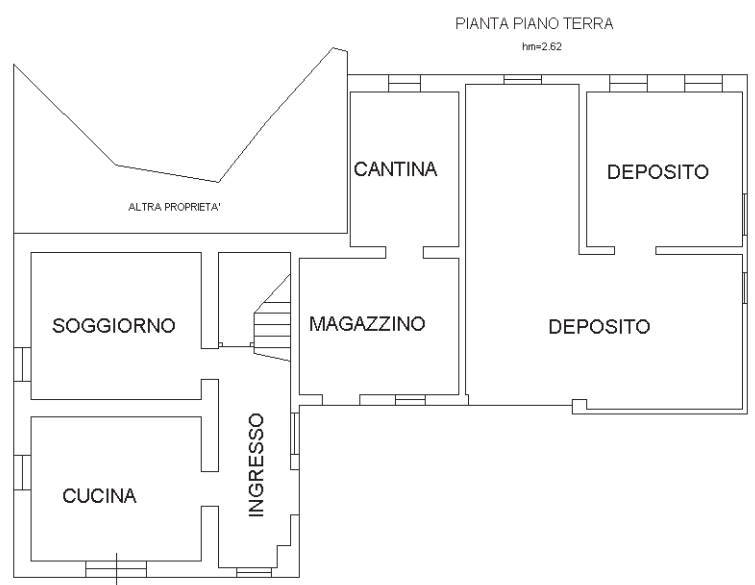 PIANTA PIANO TERRA
hm=2.62
CANTINA
DEPOSITO
ALTRA PROPRIETA'
SOGGIORNO
MAGAZZINO
DEPOSITO
INGRESSO
CUCINA